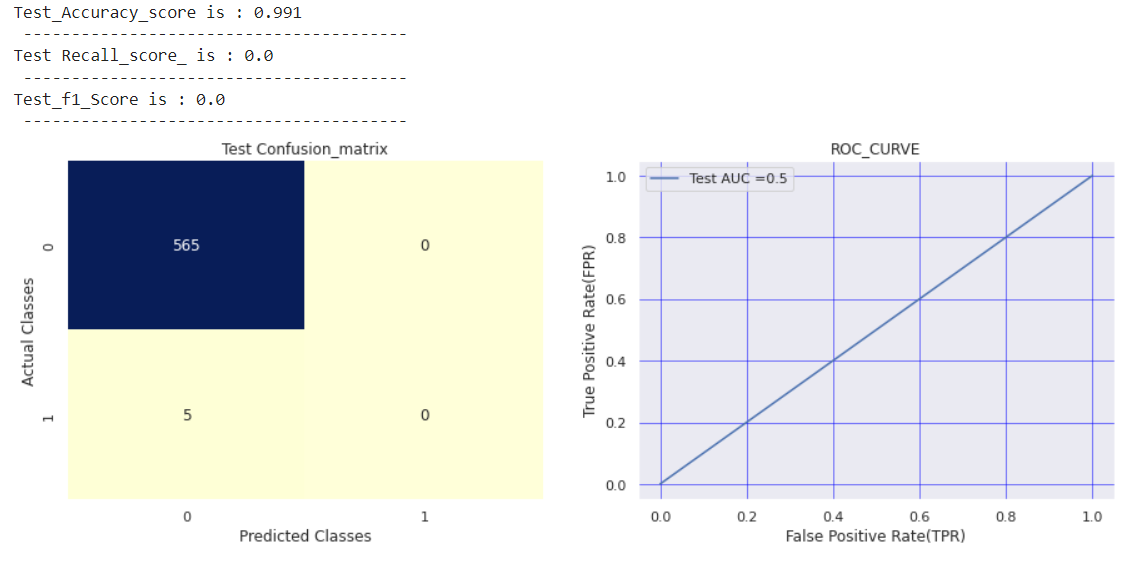 Test_Accuracy_score is : 0.991
----------------------------------------
Test Recall_score_ is : 0.0
----------------------------------------
Test_f1_Score is : 0.0
----------------------------------------
Test Confusion_matrix
Actual Classes
0
1
565
0
5
0
0
1
Predicted Classes
ROC_CURVE
Test AUC =0.5
True Positive Rate(FPR)
1.0
0.8
0.6
0.4
0.2
0.0
0.0
0.2
0.4
0.6
0.8
1.0
False Positive Rate(TPR)